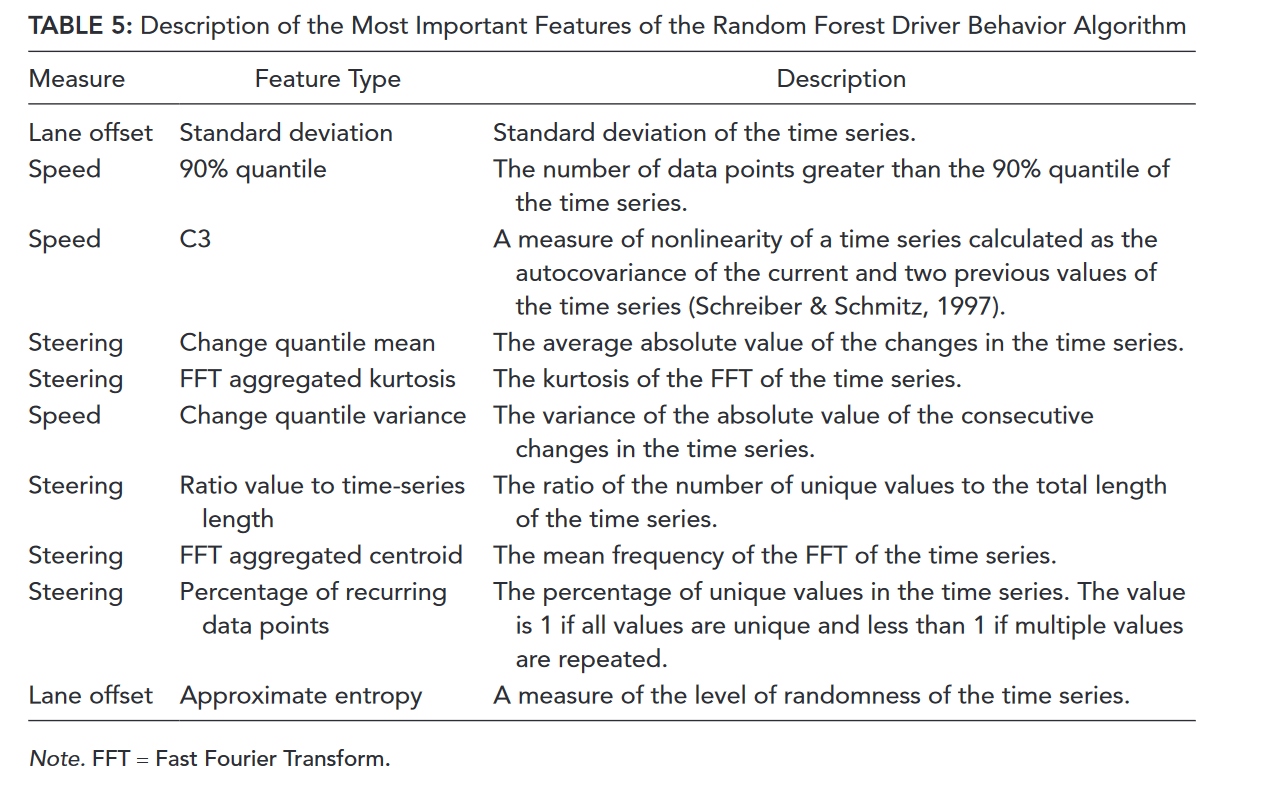 TABLE 5: Description of the Most Important Features of the Random Forest Driver Behavior Algorithm
Measure Feature Type Description
Lane offset Standard deviation Standard deviation of the time series.
Speed 90% quantile The number of data points greater than the 90% quantile of
the time series.
Speed C3 A measure of nonlinearity of a time series calculated as the
autocovariance of the current and two previous values of
the time series (Schreiber & Schmitz, 1997).
Steering Change quantile mean The average absolute value of the changes in the time series.
Steering FFT aggregated kurtosis The kurtosis of the FFT of the time series.
Speed Change quantile variance The variance of the absolute value of the consecutive
changes in the time series.
Steering Ratio value to time-series The ratio of the number of unique values to the total length
length of the time series.
Steering FFT aggregated centroid The mean frequency of the FFT of the time series.
Steering Percentage of recurring The percentage of unique values in the time series. The value
data points is 1 if all values are unique and less than 1 if multiple values
are repeated.
Lane offset Approximate entropy A measure of the level of randomness of the time series.
Note. FFT = Fast Fourier Transform.